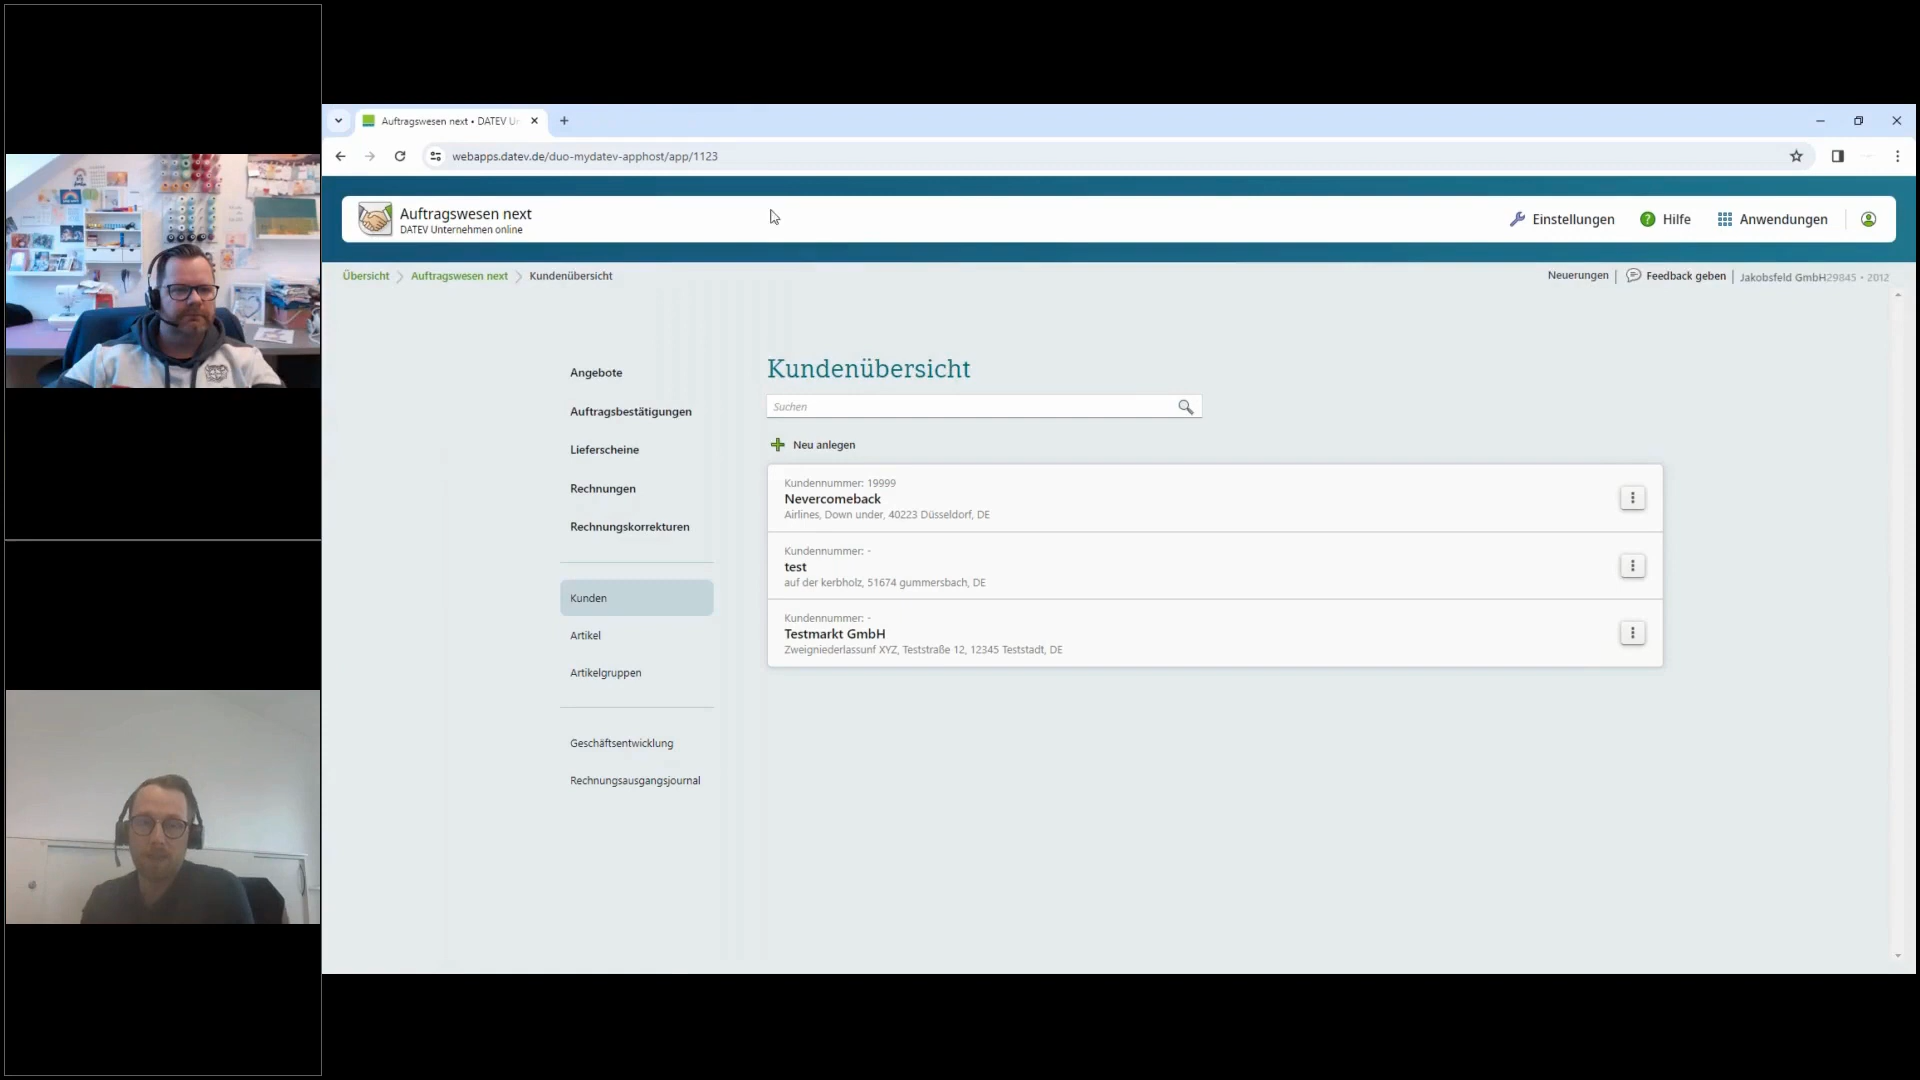 Auftragswesen next • DATEV U
webapps.datev.de/duo-mydatev-apphost/app/1123
Auftragswesen next
DATEV Unternehmen online
Einstellungen
Hilfe
Anwendungen
Übersicht
Auftragswesen next
Kundenübersicht
Neuerungen
Feedback geben
Jakobsfeld GmbH29845 • 2012
Angebote
Auftragsbestätigungen
Lieferscheine
Rechnungen
Rechnungskorrekturen
Kunden
Artikel
Artikelgruppen
Geschäftsentwicklung
Rechnungsausgangsjournal
Kundenübersicht
Suchen
Neu anlegen
Kundennummer: 19999
Nevercomeback
Airlines, Down under, 40223 Düsseldorf, DE
Kundennummer: -
test
auf der kerbholz, 51674 gummersbach, DE
Kundennummer: -
Testmarkt GmbH
Zweigniederlassunf XYZ, Teststraße 12, 12345 Teststadt, DE